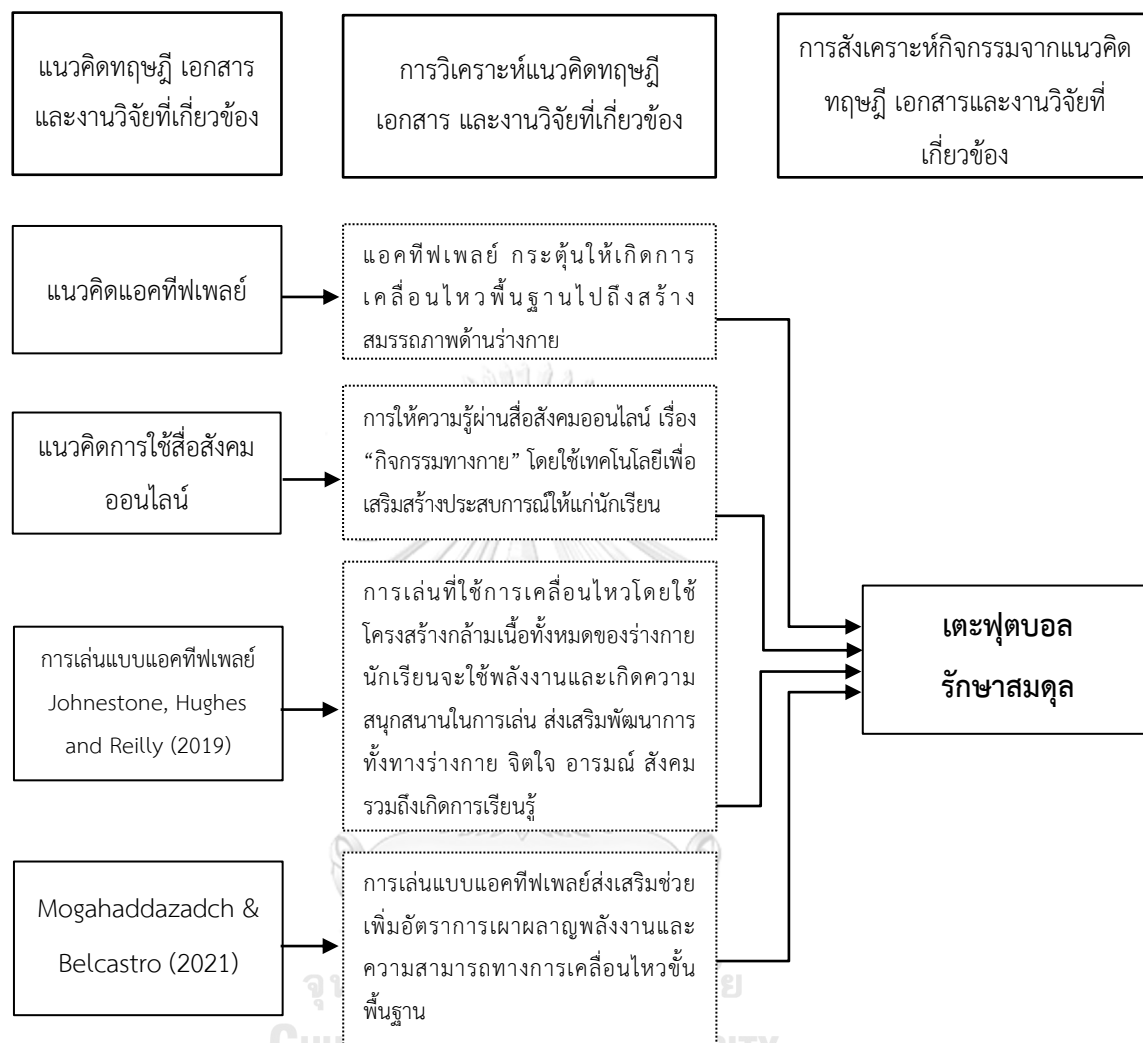 แนวคิดทฤษฎี เอกสาร
และงานวิจัยที่เกี่ยวข้อง
การวิเคราะห์แนวคิดทฤษฎี
เอกสาร และงานวิจัยที่เกี่ยวข้อง
การสังเคราะห์กิจกรรมจากแนวคิด
ทฤษฎี เอกสารและงานวิจัยที่
เกี่ยวข้อง
แนวคิดแอคทีฟเพลย์
แอคทีฟเพลย์ กระตุ้นให้เกิดการ
เคลื่อนไหวพื้นฐานไปถึงสร้าง
สมรรถภาพด้านร่างกาย
แนวคิดการใช้สื่อสังคม
ออนไลน์
การให้ความรู้ผ่านสื่อสังคมออนไลน์ เรื่อง
“กิจกรรมทางกาย” โดยใช้เทคโนโลยีเพื่อ
เสริมสร้างประสบการณ์ให้แก่นักเรียน
การเล่นแบบแอคทีฟเพลย์
Johnestone, Hughes
and Reilly (2019)
การเล่นที่ใช้การเคลื่อนไหวโดยใช้
โครงสร้างกล้ามเนื้อทั้งหมดของร่างกาย
นักเรียนจะใช้พลังงานและเกิดความ
สนุกสนานในการเล่น ส่งเสริมพัฒนาการ
ทั้งทางร่างกาย จิตใจ อารมณ์ สังคม
รวมถึงเกิดการเรียนรู้
เตะฟุตบอล
รักษาสมดุล
Mogahaddazadch &
Belcastro (2021)
การเล่นแบบแอคทีฟเพลย์ส่งเสริมช่วย
เพิ่มอัตราการเผาผลาญพลังงานและ
ความสามารถทางการเคลื่อนไหวขั้น
พื้นฐาน